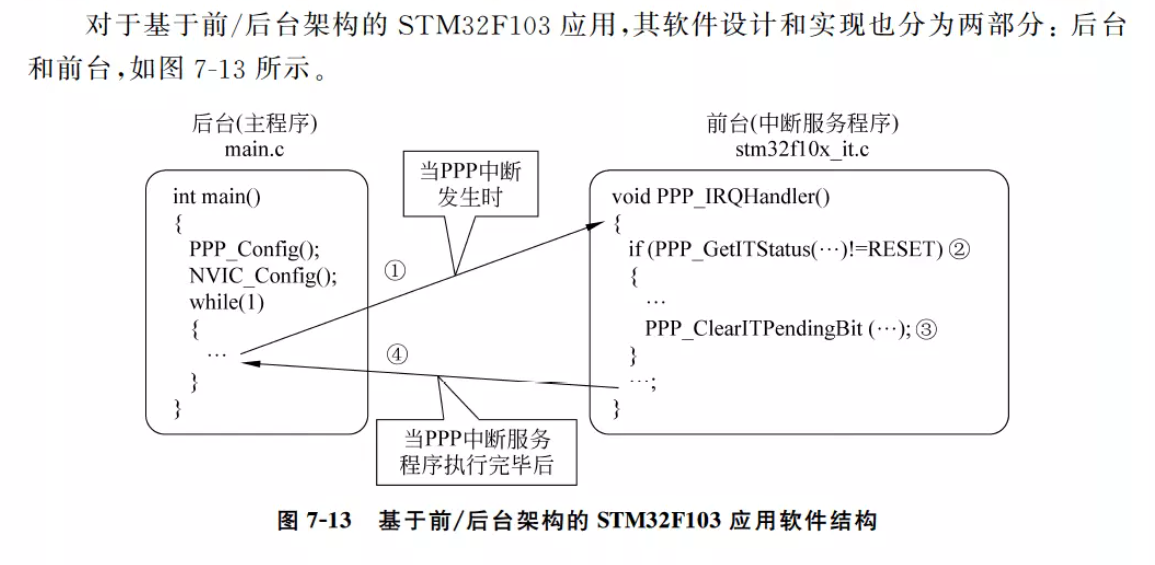 对于基于前/后台架构的 STM32F103 应用,其软件设计和实现也分为两部分: 后台
和前台,如图 7-13 所示。
后台(主程序)
main.c
int main()
{
PPP_Config();
NVIC_Config();
while(1)
{
…
}
}
当PPP中断
发生时
①
④
当PPP中断服务
程序执行完毕后
前台(中断服务程序)
stm32f10x_it.c
void PPP_IRQHandler()
{
if (PPP_GetITStatus(…)!=RESET) ②
{
…
PPP_ClearITPendingBit (…); ③
}
…;
}
图 7-13 基于前/后台架构的 STM32F103 应用软件结构